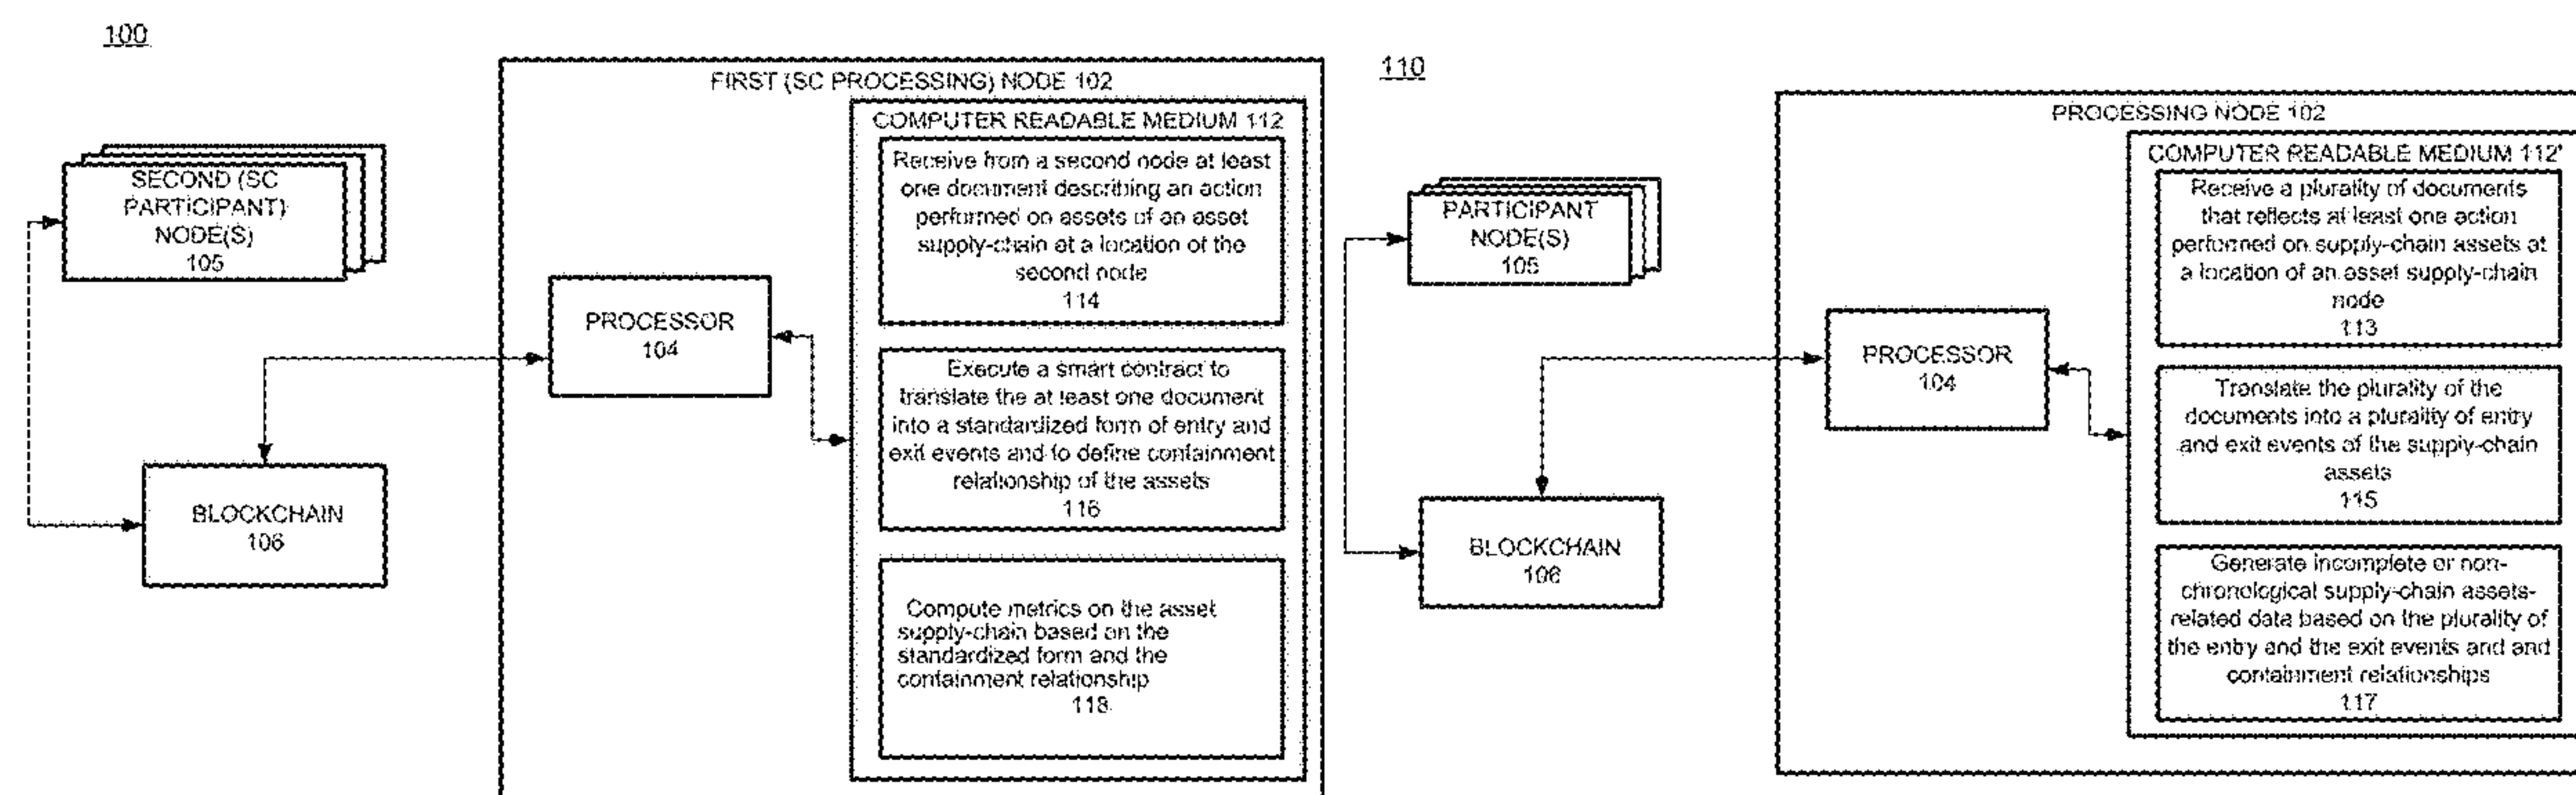 100
FIRST (SC PROCESSING) NODE 102
COMPUTER READABLE MEDIUM 112
SECOND (SC
PARTICIPANT)
NODE(S)
105
PROCESSOR
104
BLOCKCHAIN
106
Receive from a second node at least
one document describing an action
performed on assets of an asset
supply-chain at a location of the
second node
114
Execute a smart contract to
translate the at least one document
into a standardized form of entry and
exit events and to define containment
relationship of the assets
116
Compute metrics on the asset
supply-chain based on the
standardized form and the
containment relationship
118
110
PROCESSING NODE 102
COMPUTER READABLE MEDIUM 112'
PARTICIPANT
NODE(S)
105
PROCESSOR
104
BLOCKCHAIN
106
Receive a plurality of documents
that reflects at least one action
performed on supply-chain assets at
a location of an asset supply-chain
node
113
Translate the plurality of the
documents into a plurality of entry
and exit events of the supply-chain
assets
115
Generate incomplete or non-
chronological supply-chain assets-
related data based on the plurality of
the entry and the exit events and and
containment relationships
117